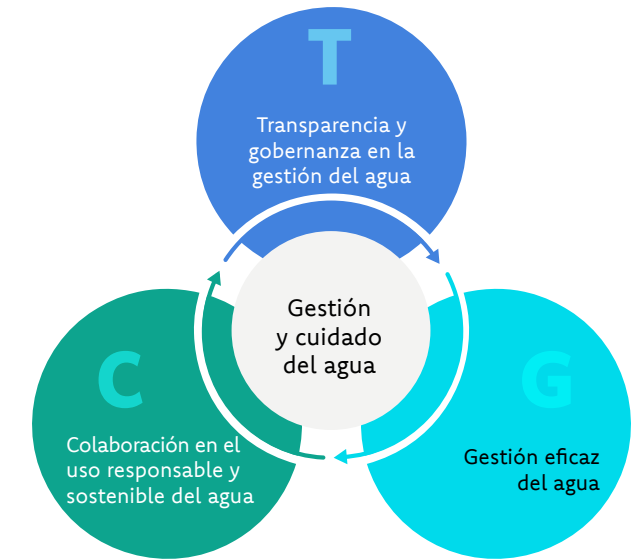 T
Transparencia y
gobernanza en la
gestión del agua
Gestión
y cuidado
del agua
C
Colaboración en el
uso responsable y
sostenible del agua
G
Gestión eficaz
del agua